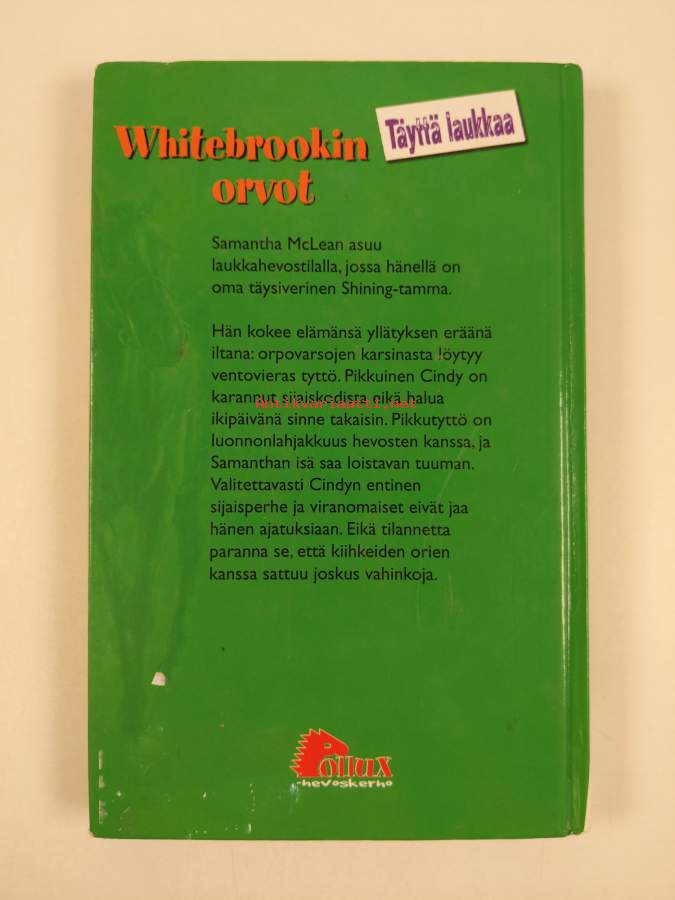 Whitebrookin
orvot
Täyttä laukkaa
Samantha McLean asuu
laukkahevostilalla, jossa hänellä on
oma täysiverinen Shining-tamma.
Hän kokee elämänsä yllätyksen eräänä
iltana: orpovarsojen karsinasta löytyy
ventovieras tyttö. Pikkuinen Cindy on
karannut sijaiskodista eikä halua
antikvariaatti.net
ikipäivänä sinne takaisin. Pikkutyttö on
luonnonlahjakkuus hevosten kanssa, ja
Samanthan isä saa loistavan tuuman.
Valitettavasti Cindyn entinen
sijaisperhe ja viranomaiset eivät jaa
hänen ajatuksiaan. Eikä tilannetta
paranna se, että kiihkeiden orien
kanssa sattuu joskus vahinkoja.
Pollux
-hevoskerho